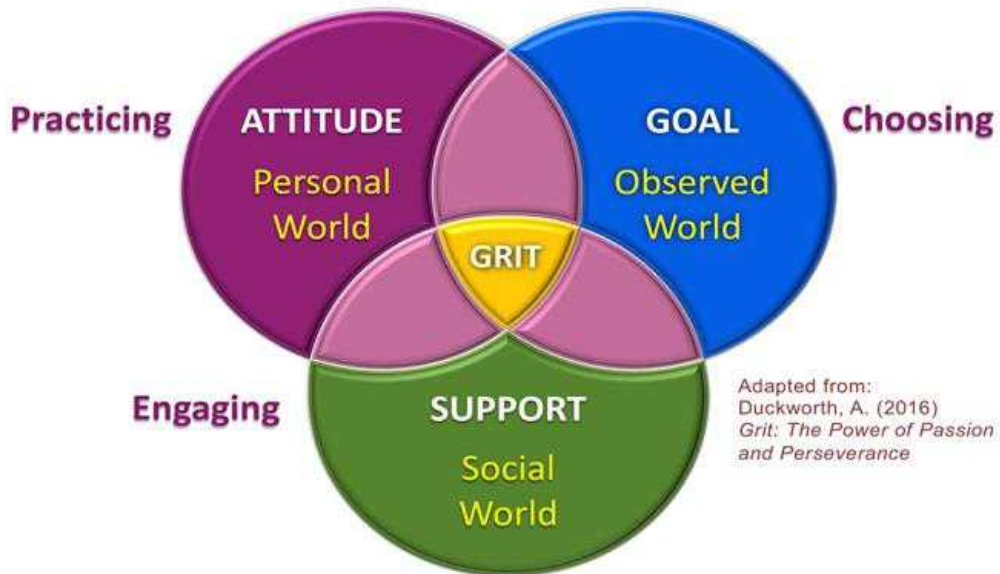 Practicing
ATTITUDE
Personal
World
GOAL
Observed
World
Choosing
GRIT
Engaging
SUPPORT
Social
World
Adapted from:
Duckworth, A. (2016)
Grit: The Power of Passion
and Perseverance